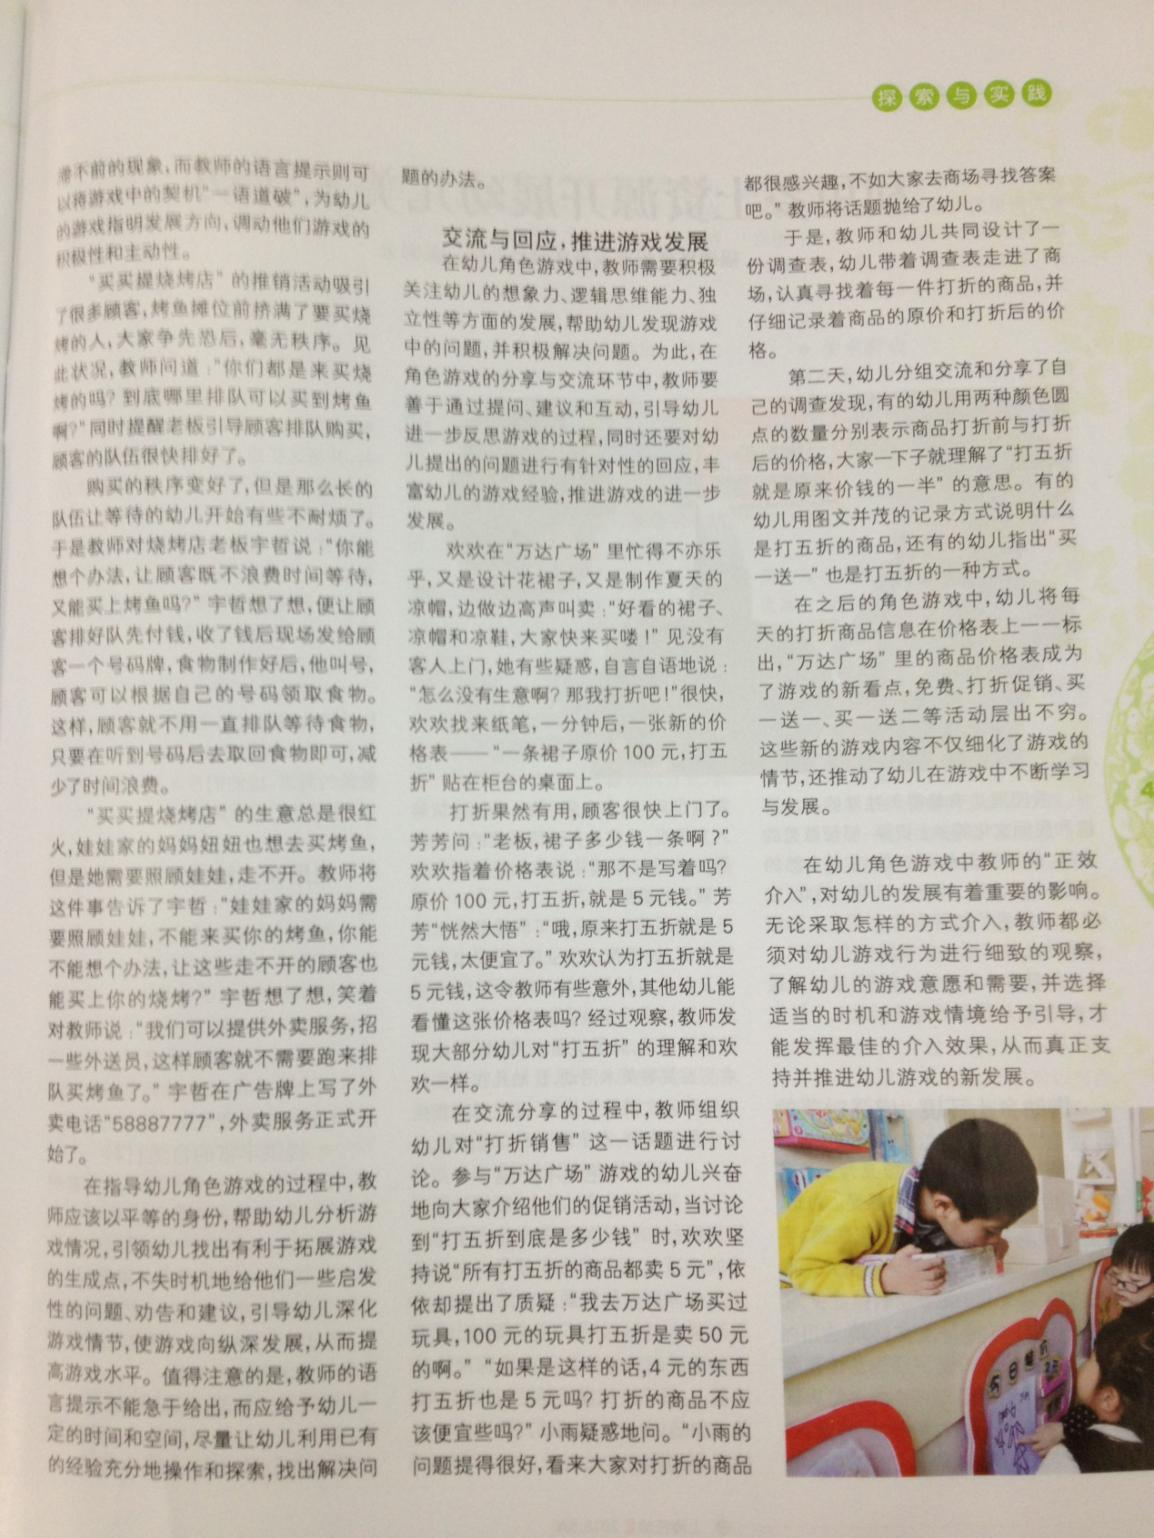 探索与实践
滞不前的现象,而教师的语言提示则可
以将游戏中的契机“一语道破”,为幼儿
的游戏指明发展方向,调动他们游戏的
积极性和主动性。
“买买提烧烤店”的推销活动吸引
了很多顾客,烤鱼摊位前挤满了要买烧
烤的人,大家争先恐后,毫无秩序。见
此状况,教师问道:“你们都是来买烧
烤的吗?到底哪里排队可以买到烤鱼
啊?”同时提醒老板引导顾客排队购买,
顾客的队伍很快排好了。
购买的秩序变好了,但是那么长的
队伍让等待的幼儿开始有些不耐烦了。
于是教师对烧烤店老板宇哲说:“你能
想个办法,让顾客既不浪费时间等待,
又能买上烤鱼吗?”宇哲想了想,便让顾
客排好队先付钱,收了钱后现场发给顾
客一个号码牌,食物制作好后,他叫号,
顾客可以根据自己的号码领取食物。
这样,顾客就不用一直排队等待食物,
只要在听到号码后去取回食物即可,减
少了时间浪费。
“买买提烧烤店”的生意总是很红
火,娃娃家的妈妈妞妞也想去买烤鱼,
但是她需要照顾娃娃,走不开。教师将
这件事告诉了宇哲:“娃娃家的妈妈需
要照顾娃娃,不能来买你的烤鱼,你能
不能想个办法,让这些走不开的顾客也
能买上你的烧烤?”宇哲想了想,笑着
对教师说:“我们可以提供外卖服务,招
一些外送员,这样顾客就不需要跑来排
队买烤鱼了。”宇哲在广告牌上写了外
卖电话“58887777”,外卖服务正式开
始了。
在指导幼儿角色游戏的过程中,教
师应该以平等的身份,帮助幼儿分析游
戏情况,引领幼儿找出有利于拓展游戏
的生成点,不失时机地给他们一些启发
性的问题、劝告和建议,引导幼儿深化
游戏情节,使游戏向纵深发展,从而提
高游戏水平。值得注意的是,教师的语
言提示不能急于给出,而应给予幼儿一
定的时间和空间,尽量让幼儿利用已有
的经验充分地操作和探索,找出解决问
题的办法。
交流与回应,推进游戏发展
在幼儿角色游戏中,教师需要积极
关注幼儿的想象力、逻辑思维能力、独
立性等方面的发展,帮助幼儿发现游戏
中的问题,并积极解决问题。为此,在
角色游戏的分享与交流环节中,教师要
善于通过提问、建议和互动,引导幼儿
进一步反思游戏的过程,同时还要对幼
儿提出的问题进行有针对性的回应,丰
富幼儿的游戏经验,推进游戏的进一步
发展。
欢欢在“万达广场”里忙得不亦乐
乎,又是设计花裙子,又是制作夏天的
凉帽,边做边高声叫卖:“好看的裙子、
凉帽和凉鞋,大家快来买喽!”见没有
客人上门,她有些疑惑,自言自语地说:
“怎么没有生意啊?那我打折吧!”很快,
欢欢找来纸笔,一分钟后,一张新的价
格表——“一条裙子原价100元,打五
折”贴在柜台的桌面上。
打折果然有用,顾客很快上门了。
芳芳问:“老板,裙子多少钱一条啊?”
欢欢指着价格表说:“那不是写着吗?
原价100元,打五折,就是5元钱。”芳
芳“恍然大悟”:“哦,原来打五折就是5
元钱,太便宜了。”欢欢认为打五折就是
5元钱,这令教师有些意外,其他幼儿能
看懂这张价格表吗?经过观察,教师发
现大部分幼儿对“打五折”的理解和欢
欢一样。
在交流分享的过程中,教师组织
幼儿对“打折销售”这一话题进行讨
论。参与“万达广场”游戏的幼儿兴奋
地向大家介绍他们的促销活动,当讨论
到“打五折到底是多少钱”时,欢欢坚
持说“所有打五折的商品都卖5元”,依
依却提出了质疑:“我去万达广场买过
玩具,100元的玩具打五折是卖50元
的啊。”“如果是这样的话,4元的东西
打五折也是5元吗?打折的商品不应
该便宜些吗?”小雨疑惑地问。“小雨的
问题提得很好,看来大家对打折的商品
都很感兴趣,不如大家去商场寻找答案
吧。”教师将话题抛给了幼儿。
于是,教师和幼儿共同设计了一
份调查表,幼儿带着调查表走进了商
场,认真寻找着每一件打折的商品,并
仔细记录着商品的原价和打折后的价
格。
第二天,幼儿分组交流和分享了自
己的调查发现,有的幼儿用两种颜色圆
点的数量分别表示商品打折前与打折
后的价格,大家一下子就理解了“打五折
就是原来价钱的一半”的意思。有的
幼儿用图文并茂的记录方式说明什么
是打五折的商品,还有的幼儿指出“买
一送一”也是打五折的一种方式。
在之后的角色游戏中,幼儿将每
天的打折商品信息在价格表上一一标
出,“万达广场”里的商品价格表成为
了游戏的新看点,免费、打折促销、买
一送一、买一送二等活动层出不穷。
这些新的游戏内容不仅细化了游戏的
情节,还推动了幼儿在游戏中不断学习
与发展。
在幼儿角色游戏中教师的“正效
介入”,对幼儿的发展有着重要的影响。
无论采取怎样的方式介入,教师都必
须对幼儿游戏行为进行细致的观察,
了解幼儿的游戏意愿和需要,并选择
适当的时机和游戏情境给予引导,才
能发挥最佳的介入效果,从而真正支
持并推进幼儿游戏的新发展。